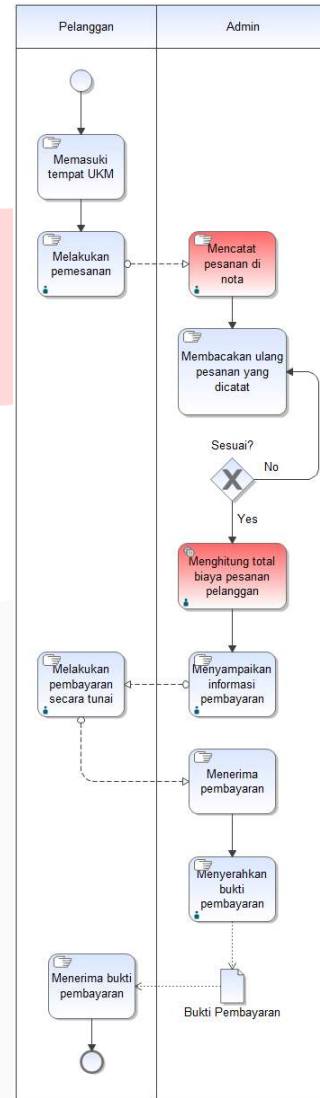 Pelanggan
Admin
Memasuki
tempat UKM
Melakukan
pemesanan
Mencatat
pesanan di
nota
Membacakan ulang
pesanan yang
dicatat
Sesuai?
No
Yes
Menghitung total
biaya pesanan
pelanggan
Melakukan
pembayaran
secara tunai
Menyampaikan
informasi
pembayaran
Menerima
pembayaran
Menyerahkan
bukti
pembayaran
Menerima bukti
pembayaran
Bukti Pembayaran